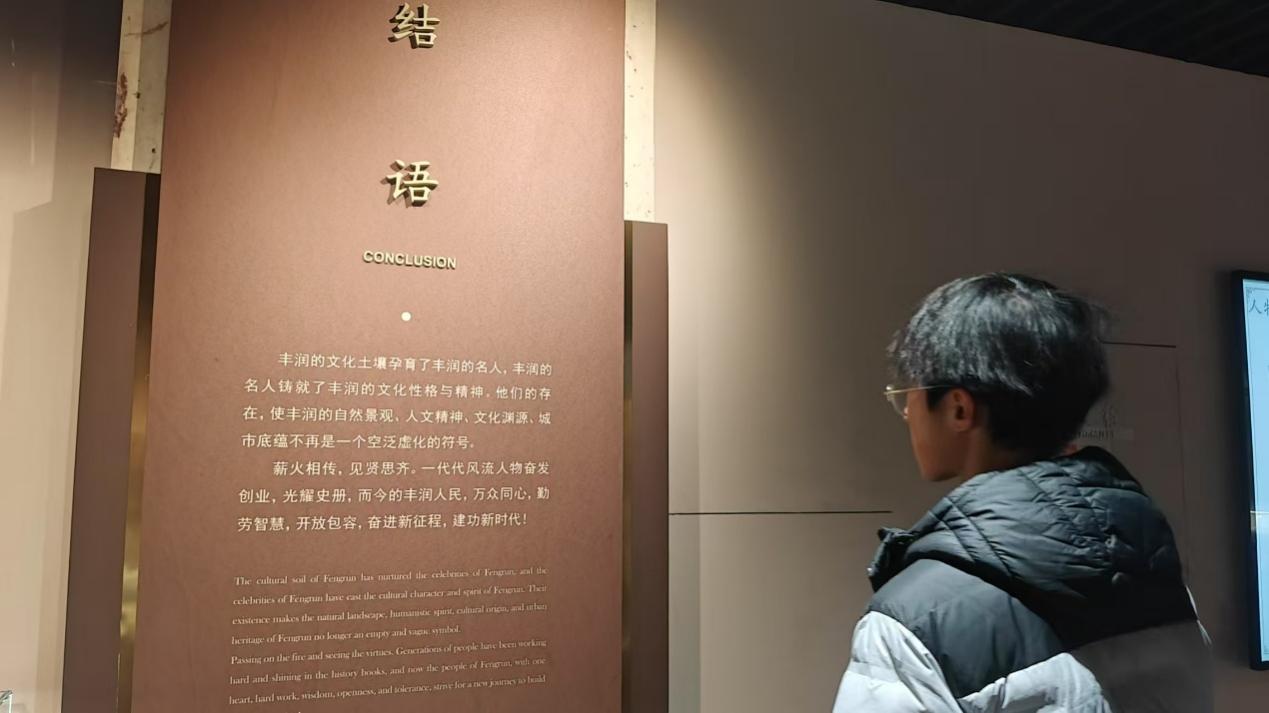 结
语
CONCLUSION
丰润的文化土壤孕育了丰润的名人，丰润的
名人铸就了丰润的文化性格与精神。他们的存
在，使丰润的自然景观、人文精神、文化渊源、城
市底蕴不再是一个空泛虚化的符号。
薪火相传，见贤思齐。一代代风流人物奋发
创业，光耀史册，而今的丰润人民，万众同心，勤
劳智慧，开放包容，奋进新征程，建功新时代！
The cultural soil of Fengrun has nurtured the celebrities of Fengrun, and the
celebrities of Fengrun have cast the cultural character and spirit of Fengrun. Their
existence makes the natural landscape, humanistic spirit, cultural origin, and urban
heritage of Fengrun no longer an empty and vague symbol.
Passing on the fire and seeing the virtues. Generations of people have been working
hard and shining in the history books, and now the people of Fengrun, with one
heart, hard work, wisdom, openness, and tolerance, strive for a new journey to build
人物